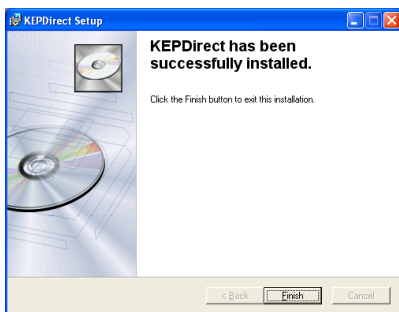 KEPDirect Setup
KEPDirect has been
successfully installed.
Click the Finish button to exit this installation.
< Back
Finish
Cancel